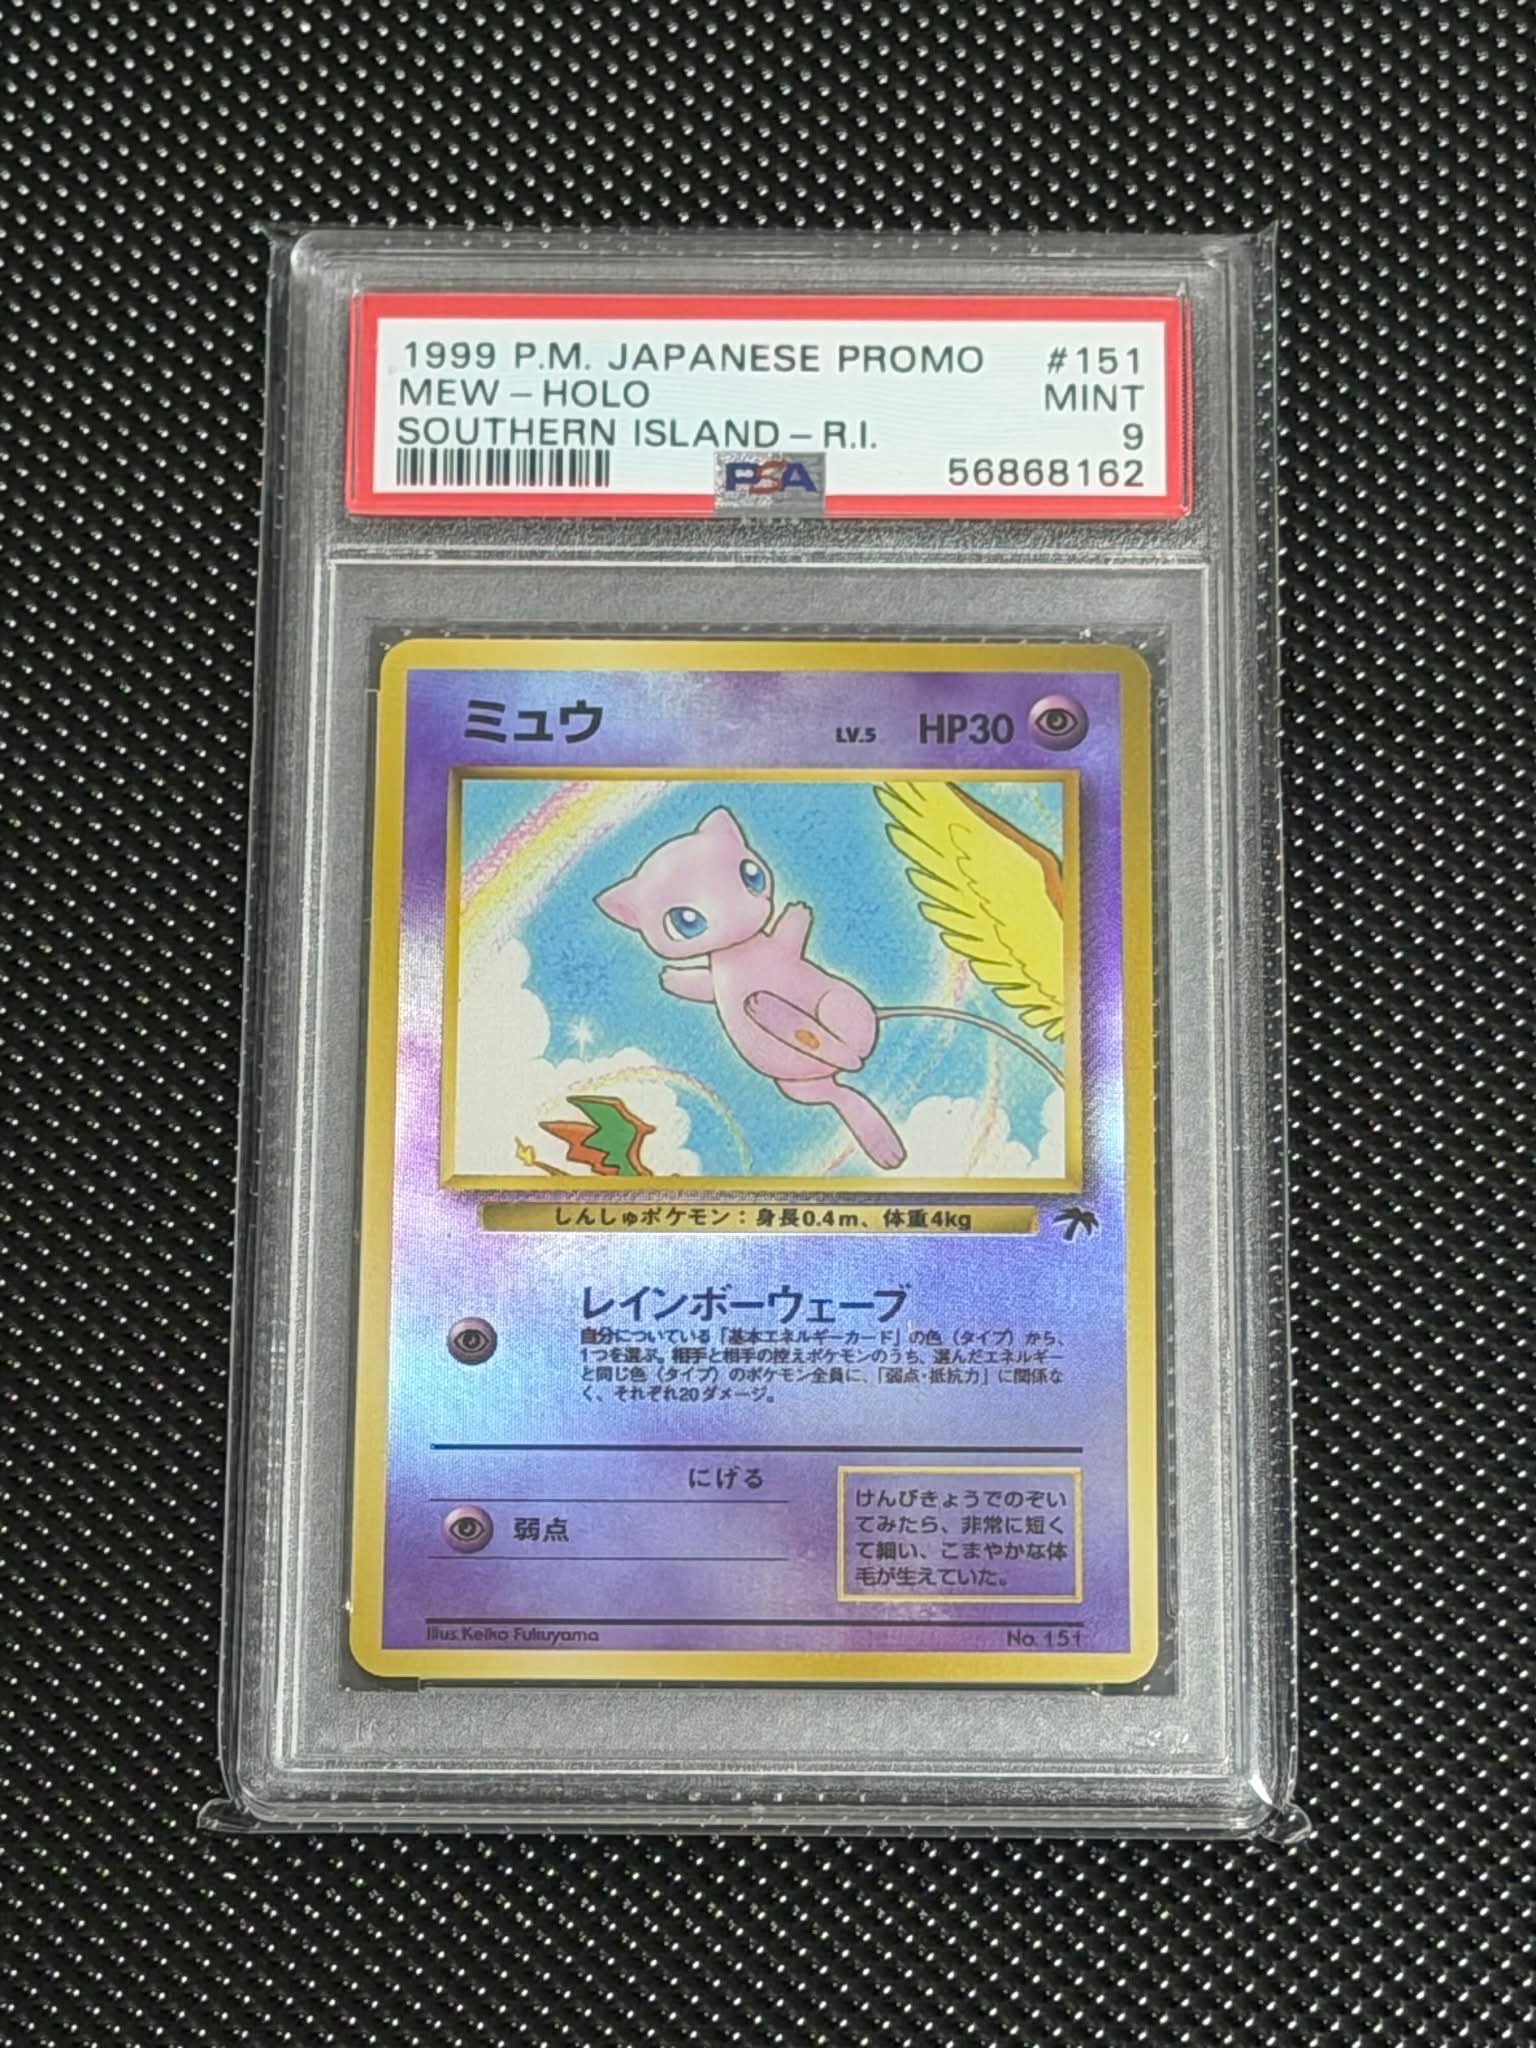 1999 P.M. JAPANESE PROMO #151
MEW - HOLO MINT
SOUTHERN ISLAND - R.I. 9
PSA 56868162
ミュウ LV.5 HP30
しんしゅポケモン：身長0.4m、体重4kg
レインボーウェーブ
自分についている「基本エネルギーカード」の色（タイプ）から、
1つを選ぶ。相手と相手の控えポケモンのうち、選んだエネルギー
と同じ色（タイプ）のポケモン全員に、「弱点・抵抗力」に関係な
く、それぞれ20ダメージ。
にげる
弱点
けんびきょうでのぞい
てみたら、非常に短く
て細い、こまやかな体
毛が生えていた。
Illus. Keiko Fukuyama No. 151